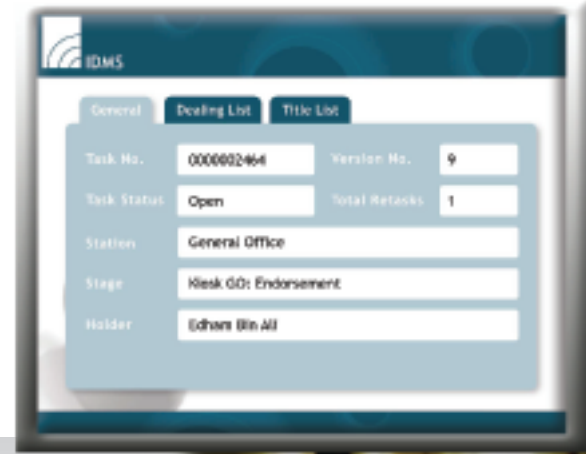 IDMS
General Dealing List Title List
Task No. 0000002464 Version No. 9
Task Status Open Total Retasks 1
Station General Office
Stage Kiosk GO: Endorsement
Holder Edham Bin Ali